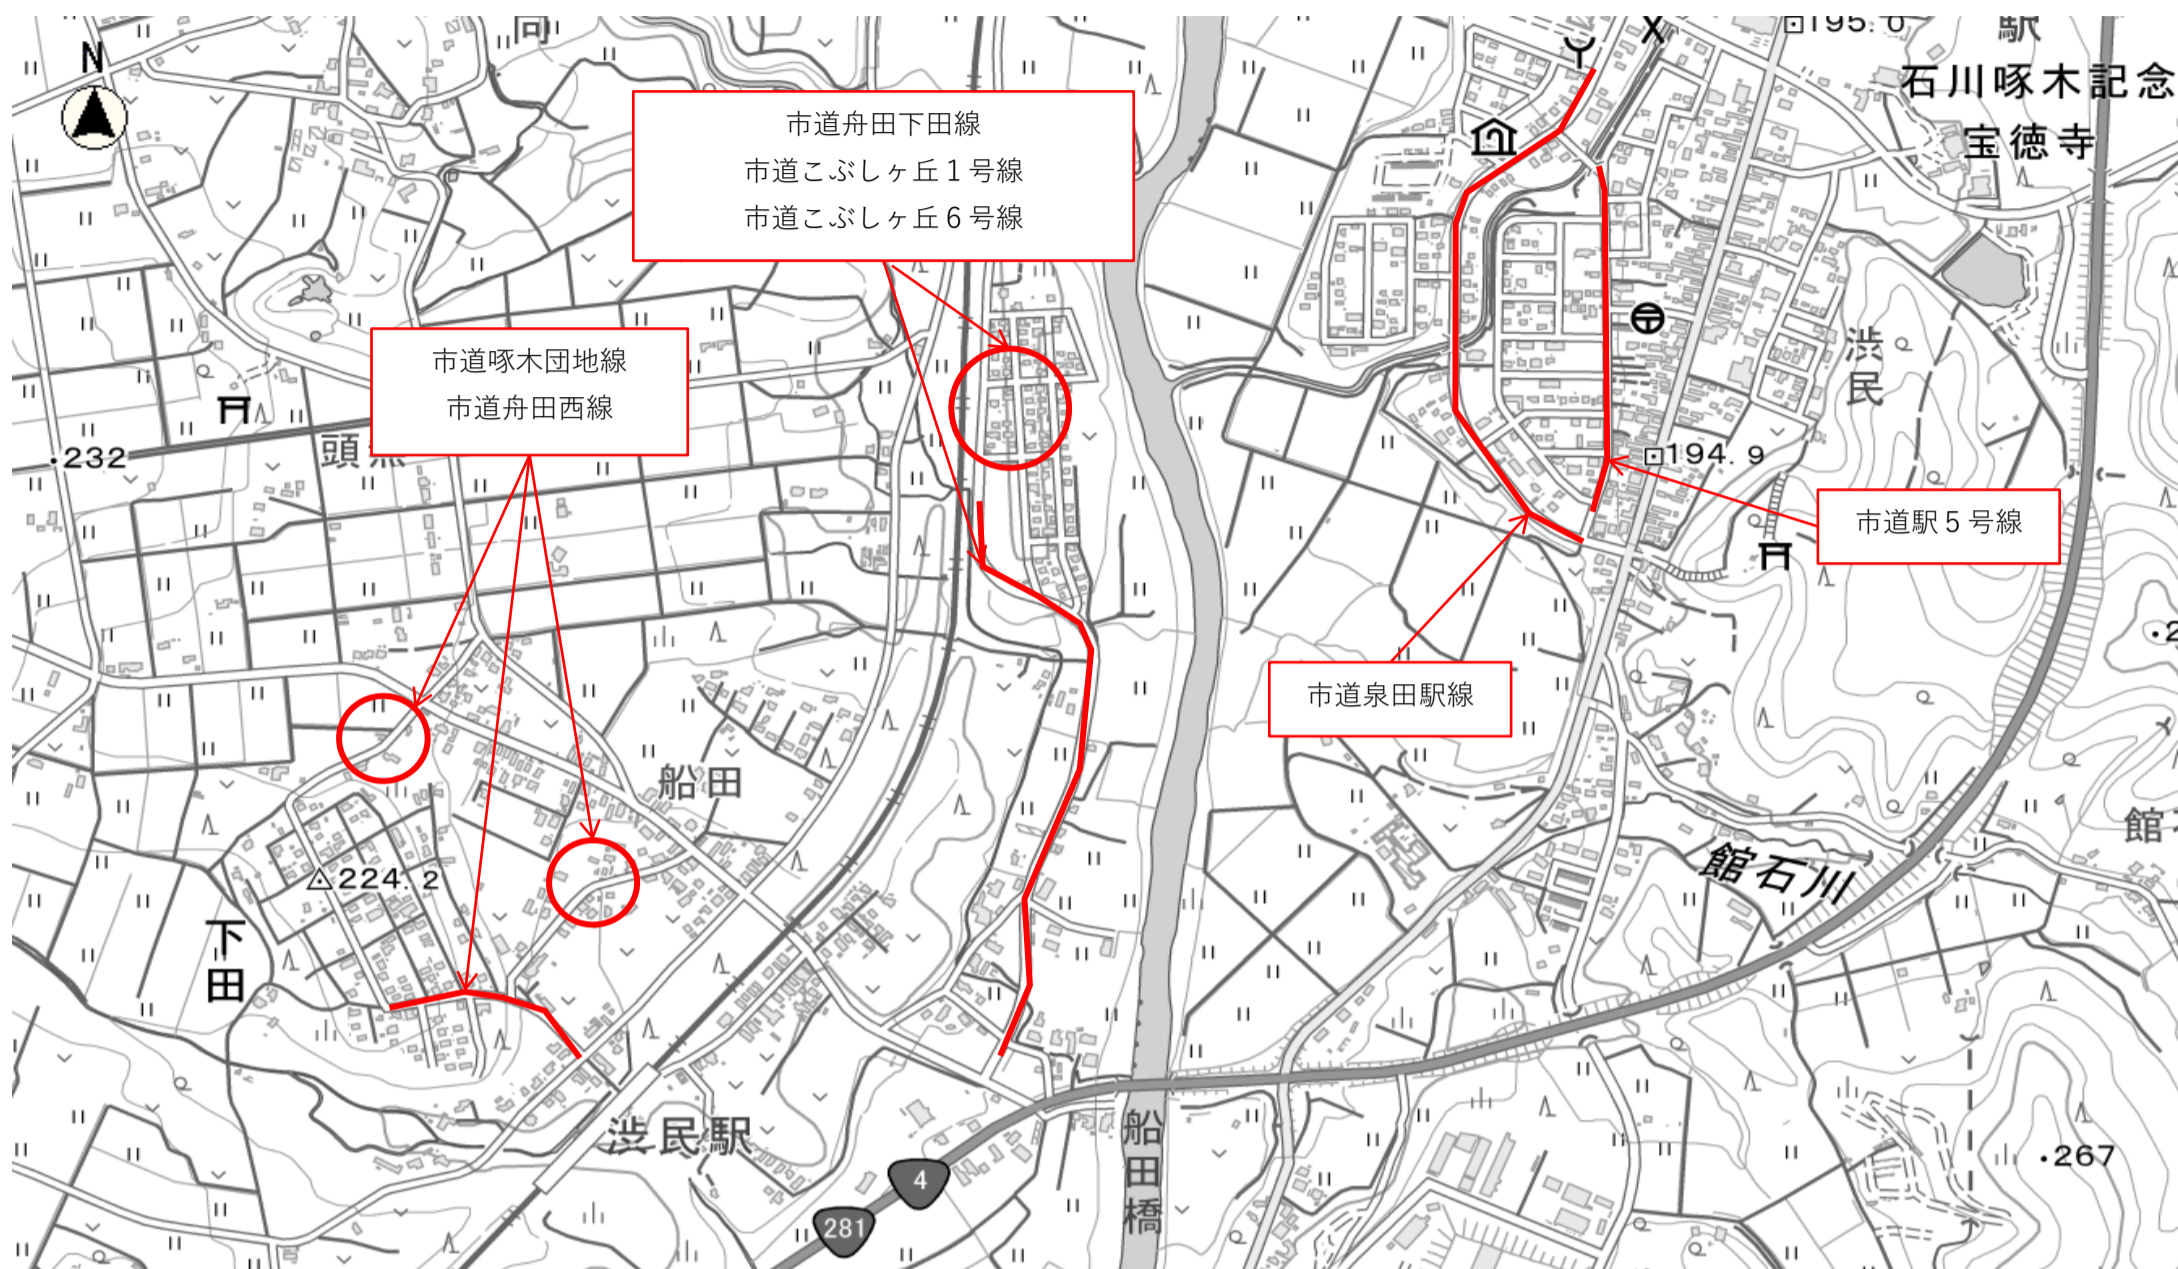 N
向
195.0
駅
石川啄木記念
宝徳寺
市道舟田下田線
市道こぶしヶ丘1号線
市道こぶしヶ丘6号線
渋民
市道啄木団地線
市道舟田西線
232
頭無
194.9
市道駅5号線
市道泉田駅線
船田
館石川
館
224.2
下田
渋民駅
船田橋
4
281
267